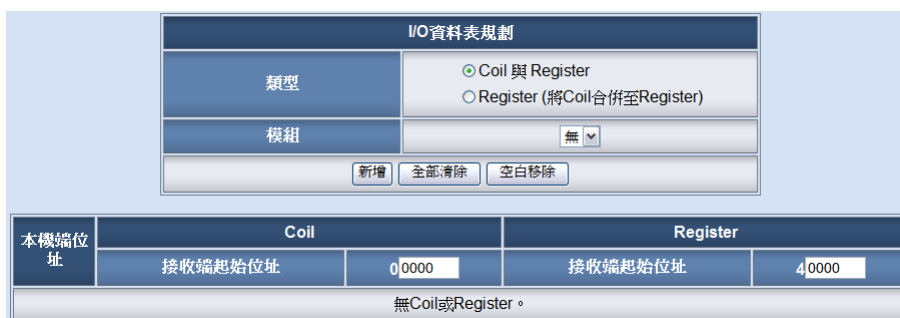 I/O資料表規劃
類型
Coil 與 Register
Register (將Coil合併至Register)
模組
無
新增 全部清除 空白移除
本機端位址
Coil Register
接收端起始位址 0 0000 接收端起始位址 4 0000
無Coil或Register。